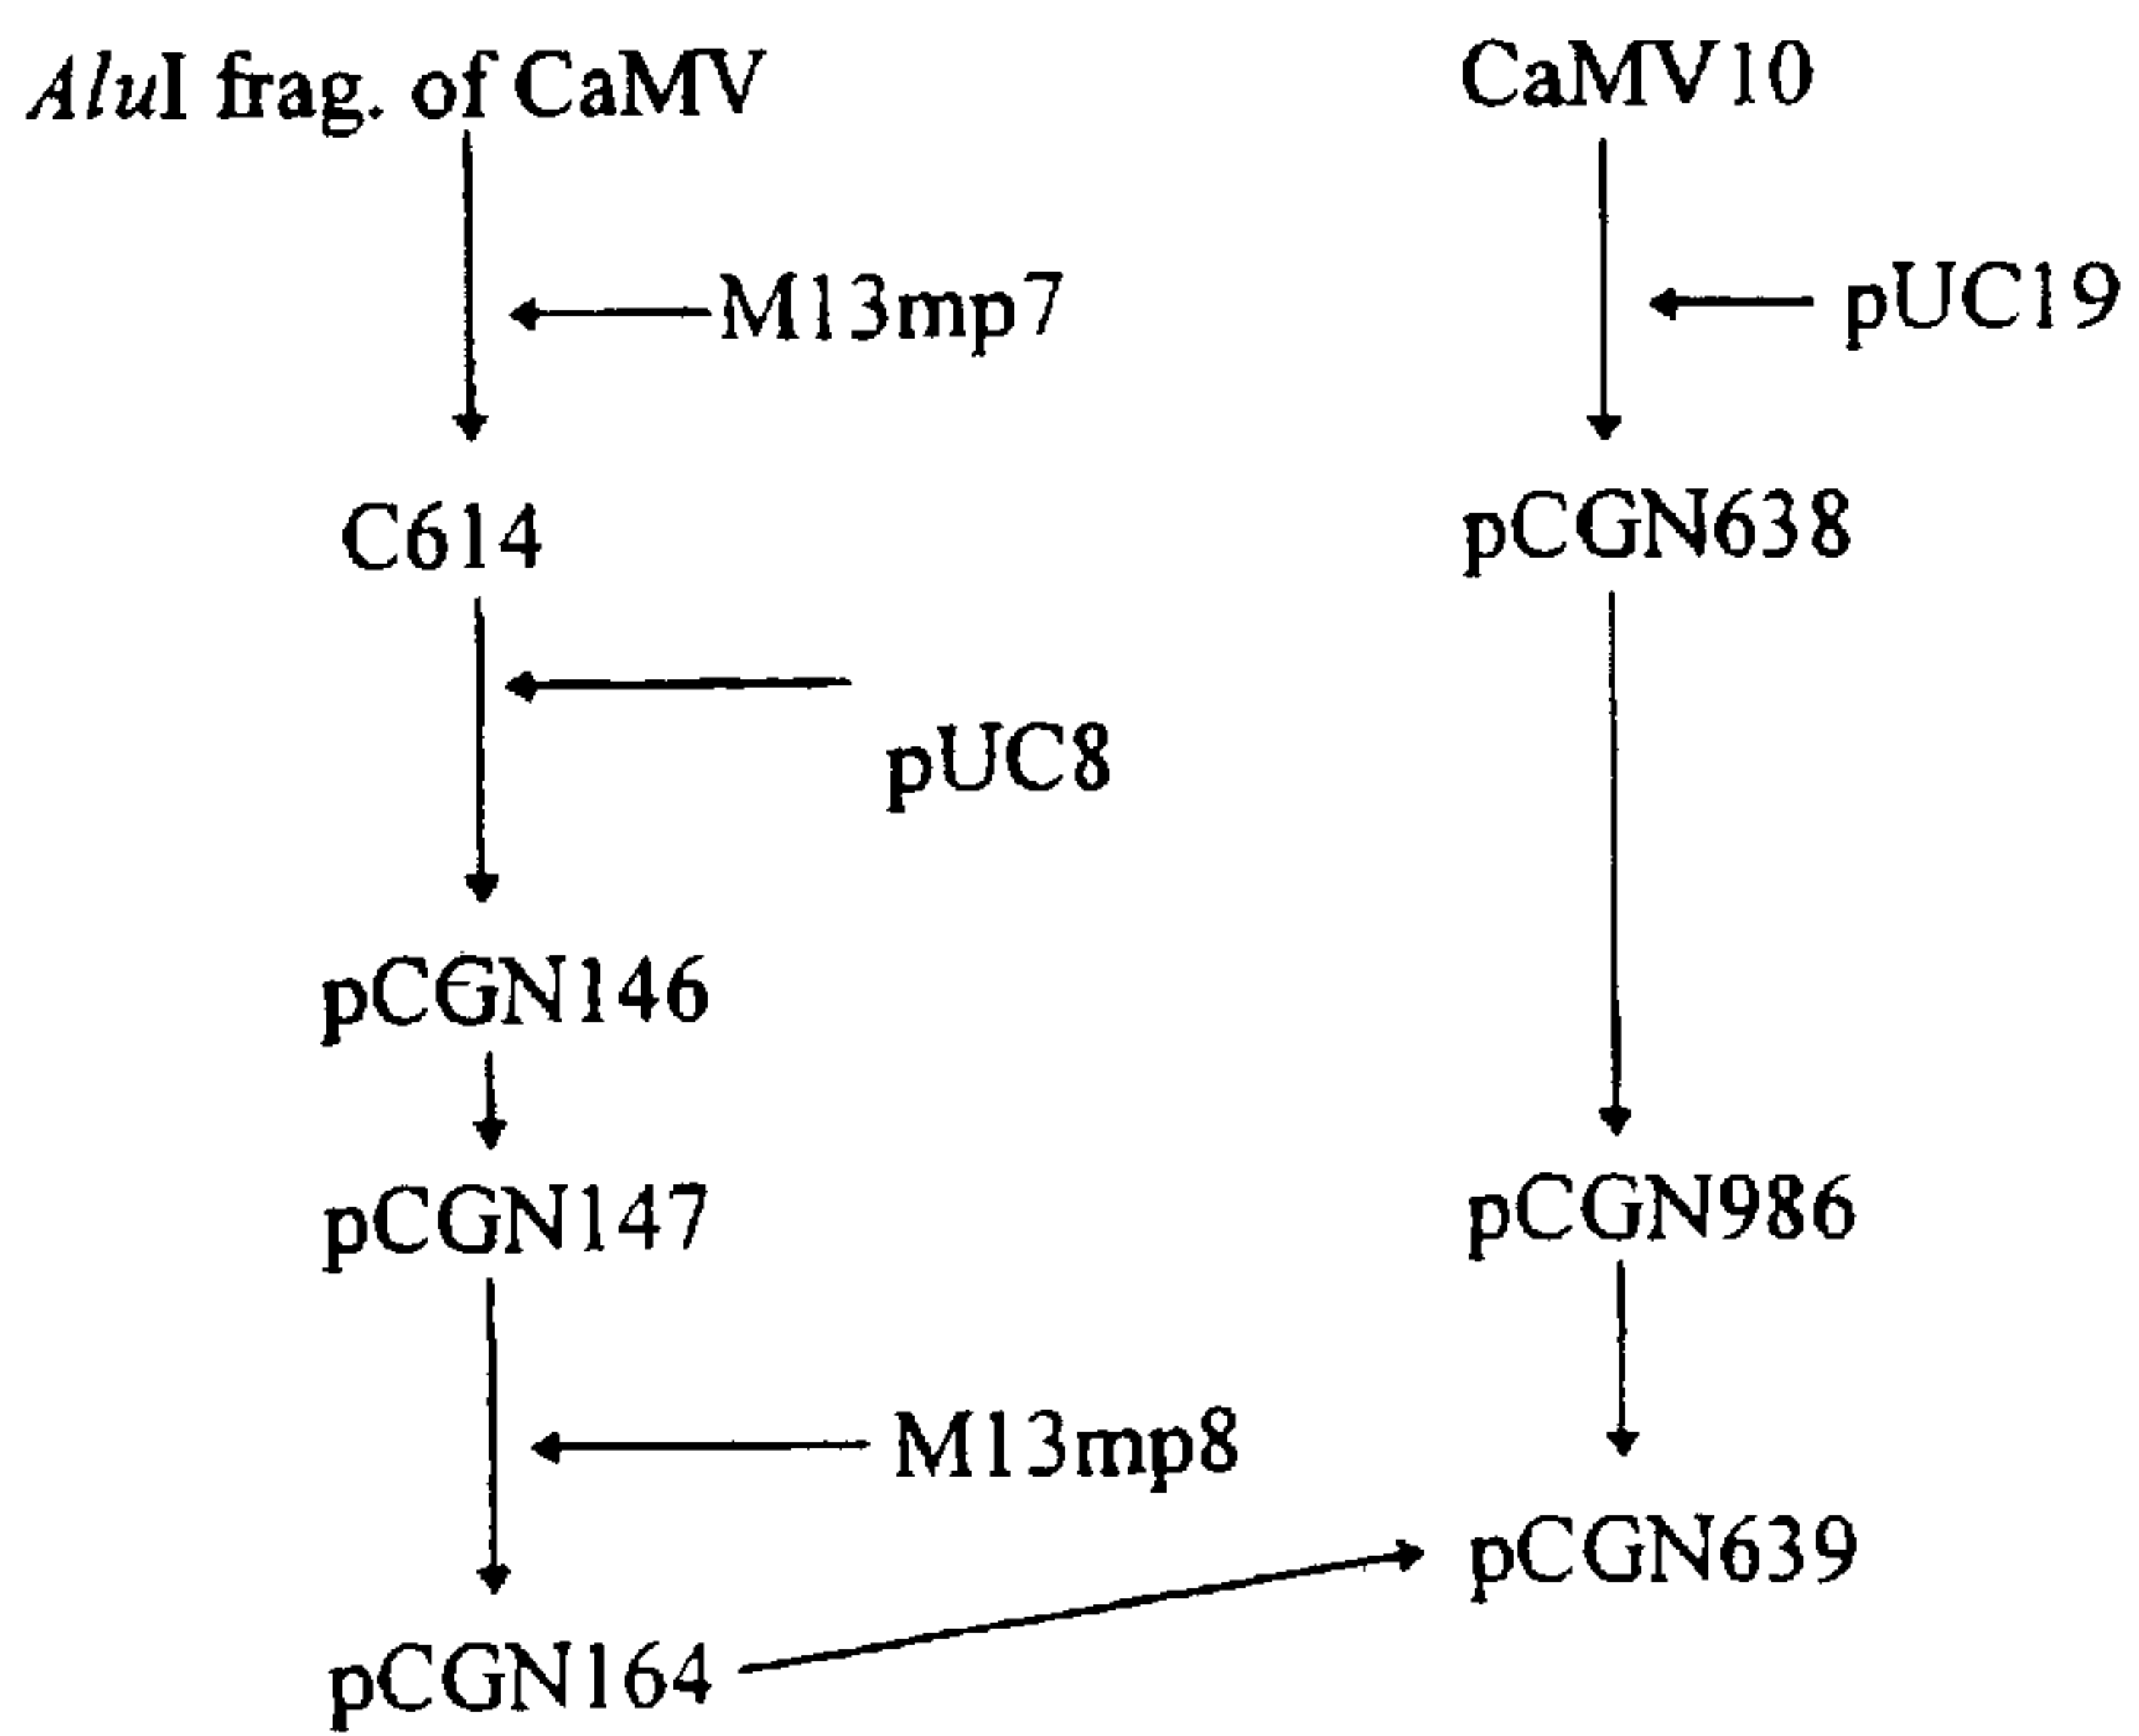 AluI frag. of CaMV
CaMV10
M13mp7
pUC19
C614
pCGN638
pUC8
pCGN146
pCGN147
pCGN986
M13mp8
pCGN639
pCGN164